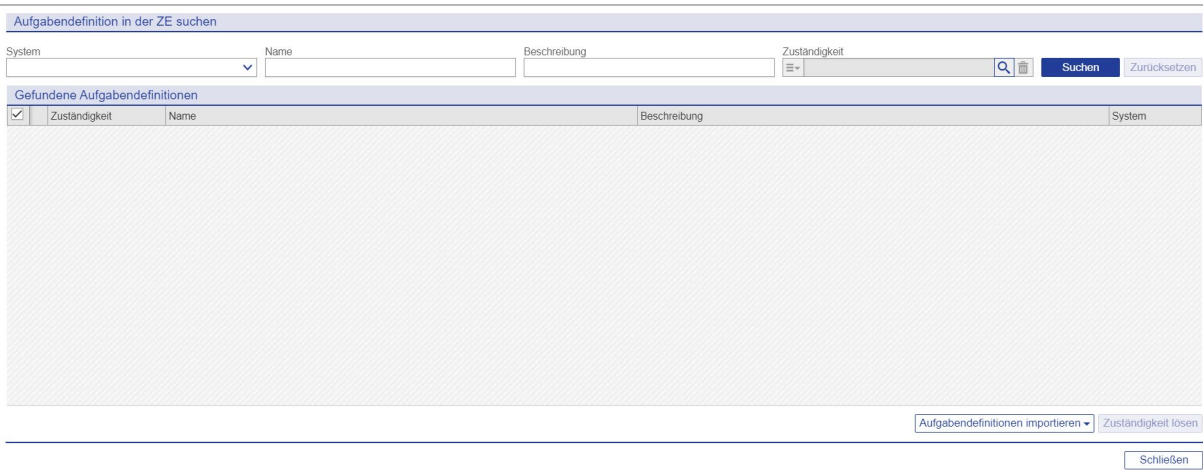 Aufgabendefinition in der ZE suchen
System Name Beschreibung Zuständigkeit
Suchen Zurücksetzen
Gefundene Aufgabendefinitionen
Zuständigkeit Name Beschreibung System
Aufgabendefinitionen importieren Zuständigkeit lösen
Schließen